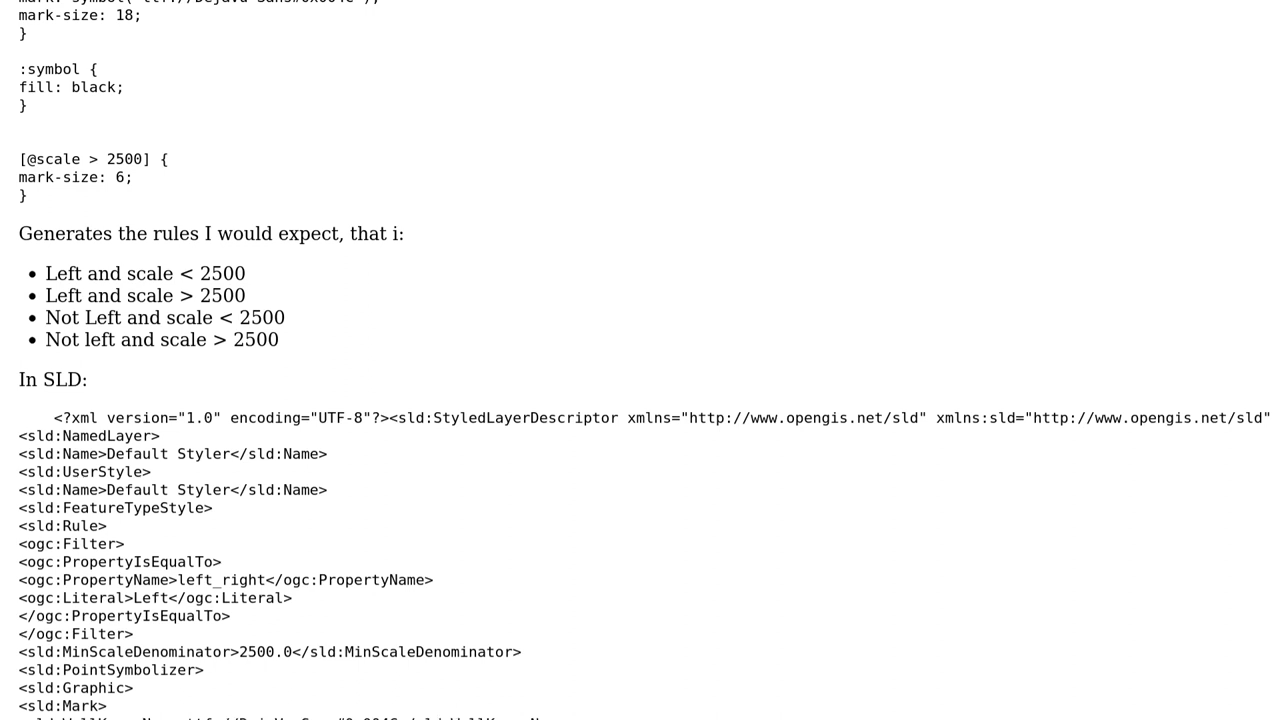 mark-size: 18;
}
:symbol {
fill: black;
}
[@scale > 2500] {
mark-size: 6;
}
Generates the rules I would expect, that i:
• Left and scale < 2500
• Left and scale > 2500
• Not Left and scale < 2500
• Not left and scale > 2500
In SLD:
<?xml version="1.0" encoding="UTF-8"?><sld:StyledLayerDescriptor xmlns="http://www.opengis.net/sld" xmlns:sld="http://www.opengis.net/sld"
<sld:NamedLayer>
<sld:Name>Default Styler</sld:Name>
<sld:UserStyle>
<sld:Name>Default Styler</sld:Name>
<sld:FeatureTypeStyle>
<sld:Rule>
<ogc:Filter>
<ogc:PropertyIsEqualTo>
<ogc:PropertyName>left_right</ogc:PropertyName>
<ogc:Literal>Left</ogc:Literal>
</ogc:PropertyIsEqualTo>
</ogc:Filter>
<sld:MinScaleDenominator>2500.0</sld:MinScaleDenominator>
<sld:PointSymbolizer>
<sld:Graphic>
<sld:Mark>